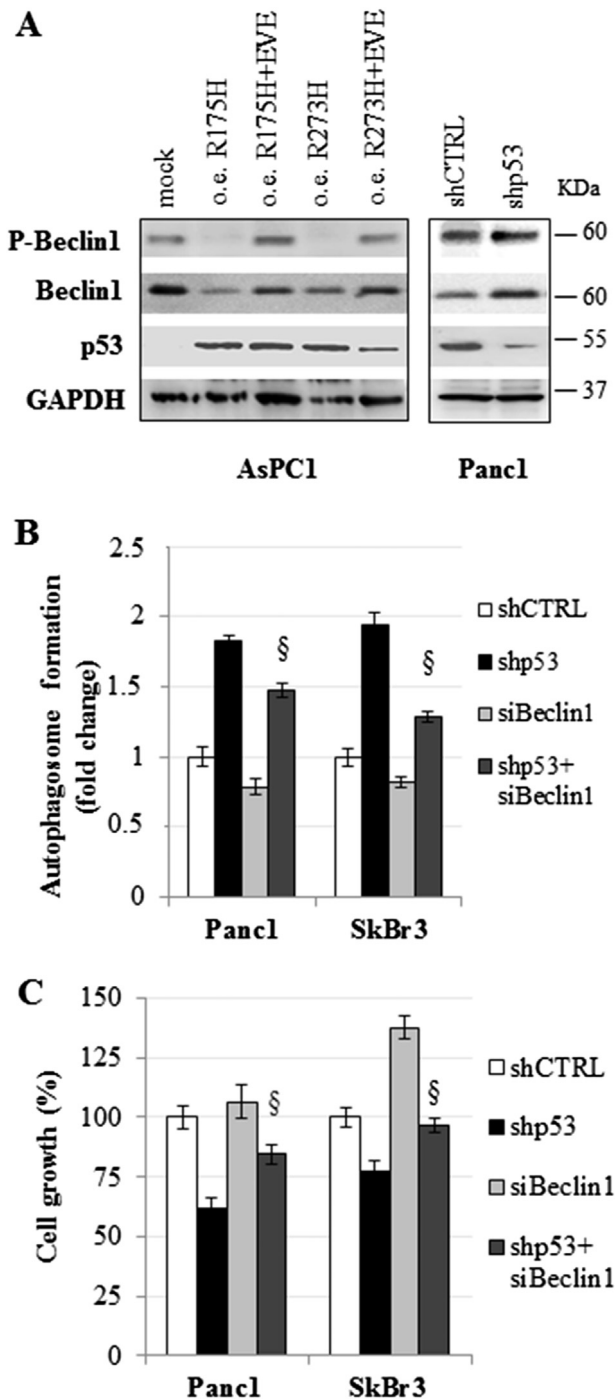 A
mock
o.e. R175H
o.e. R175H+EVE
o.e. R273H
o.e. R273H+EVE
shCTRL
shp53
KDa
P-Beclin1
60
Beclin1
60
p53
55
GAPDH
37
AsPC1
Panc1
B
Autophagosome formation
(fold change)
2.5
2
1.5
1
0.5
0
§
§
Panc1
SkBr3
shCTRL
shp53
siBeclin1
shp53+
siBeclin1
C
Cell growth (%)
150
125
100
75
50
25
0
§
§
Panc1
SkBr3
shCTRL
shp53
siBeclin1
shp53+
siBeclin1